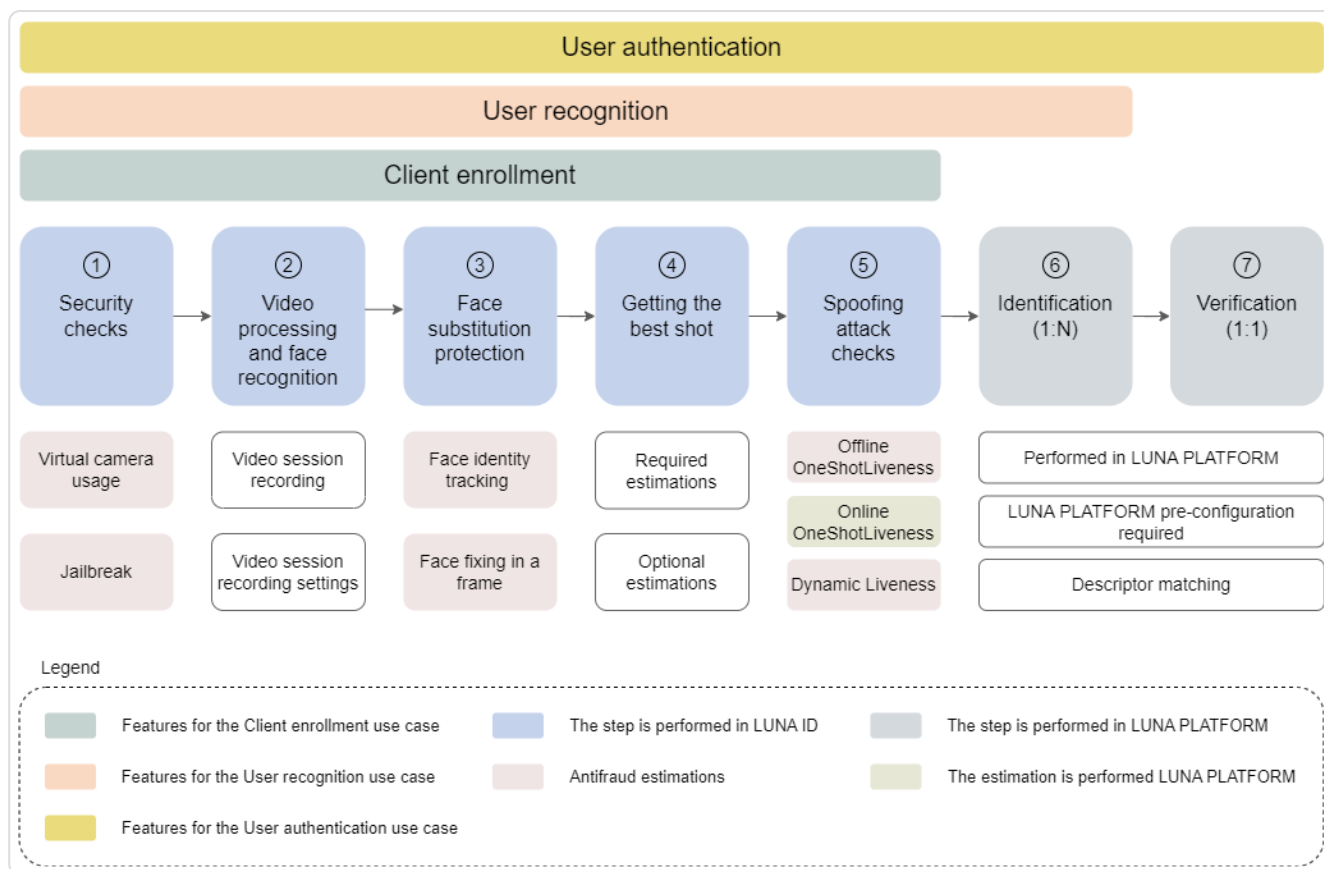 User authentication
User recognition
Client enrollment
1
Security
checks
2
Video
processing
and face
recognition
3
Face
substitution
protection
4
Getting the
best shot
5
Spoofing
attack
checks
6
Identification
(1:N)
7
Verification
(1:1)
Virtual camera
usage
Jailbreak
Video session
recording
Video session
recording settings
Face identity
tracking
Face fixing in a
frame
Required
estimations
Optional
estimations
Offline
OneShotLiveness
Online
OneShotLiveness
Dynamic Liveness
Performed in LUNA PLATFORM
LUNA PLATFORM pre-configuration
required
Descriptor matching
Legend
Features for the Client enrollment use case
Features for the User recognition use case
Features for the User authentication use case
The step is performed in LUNA ID
Antifraud estimations
The step is performed in LUNA PLATFORM
The estimation is performed LUNA PLATFORM